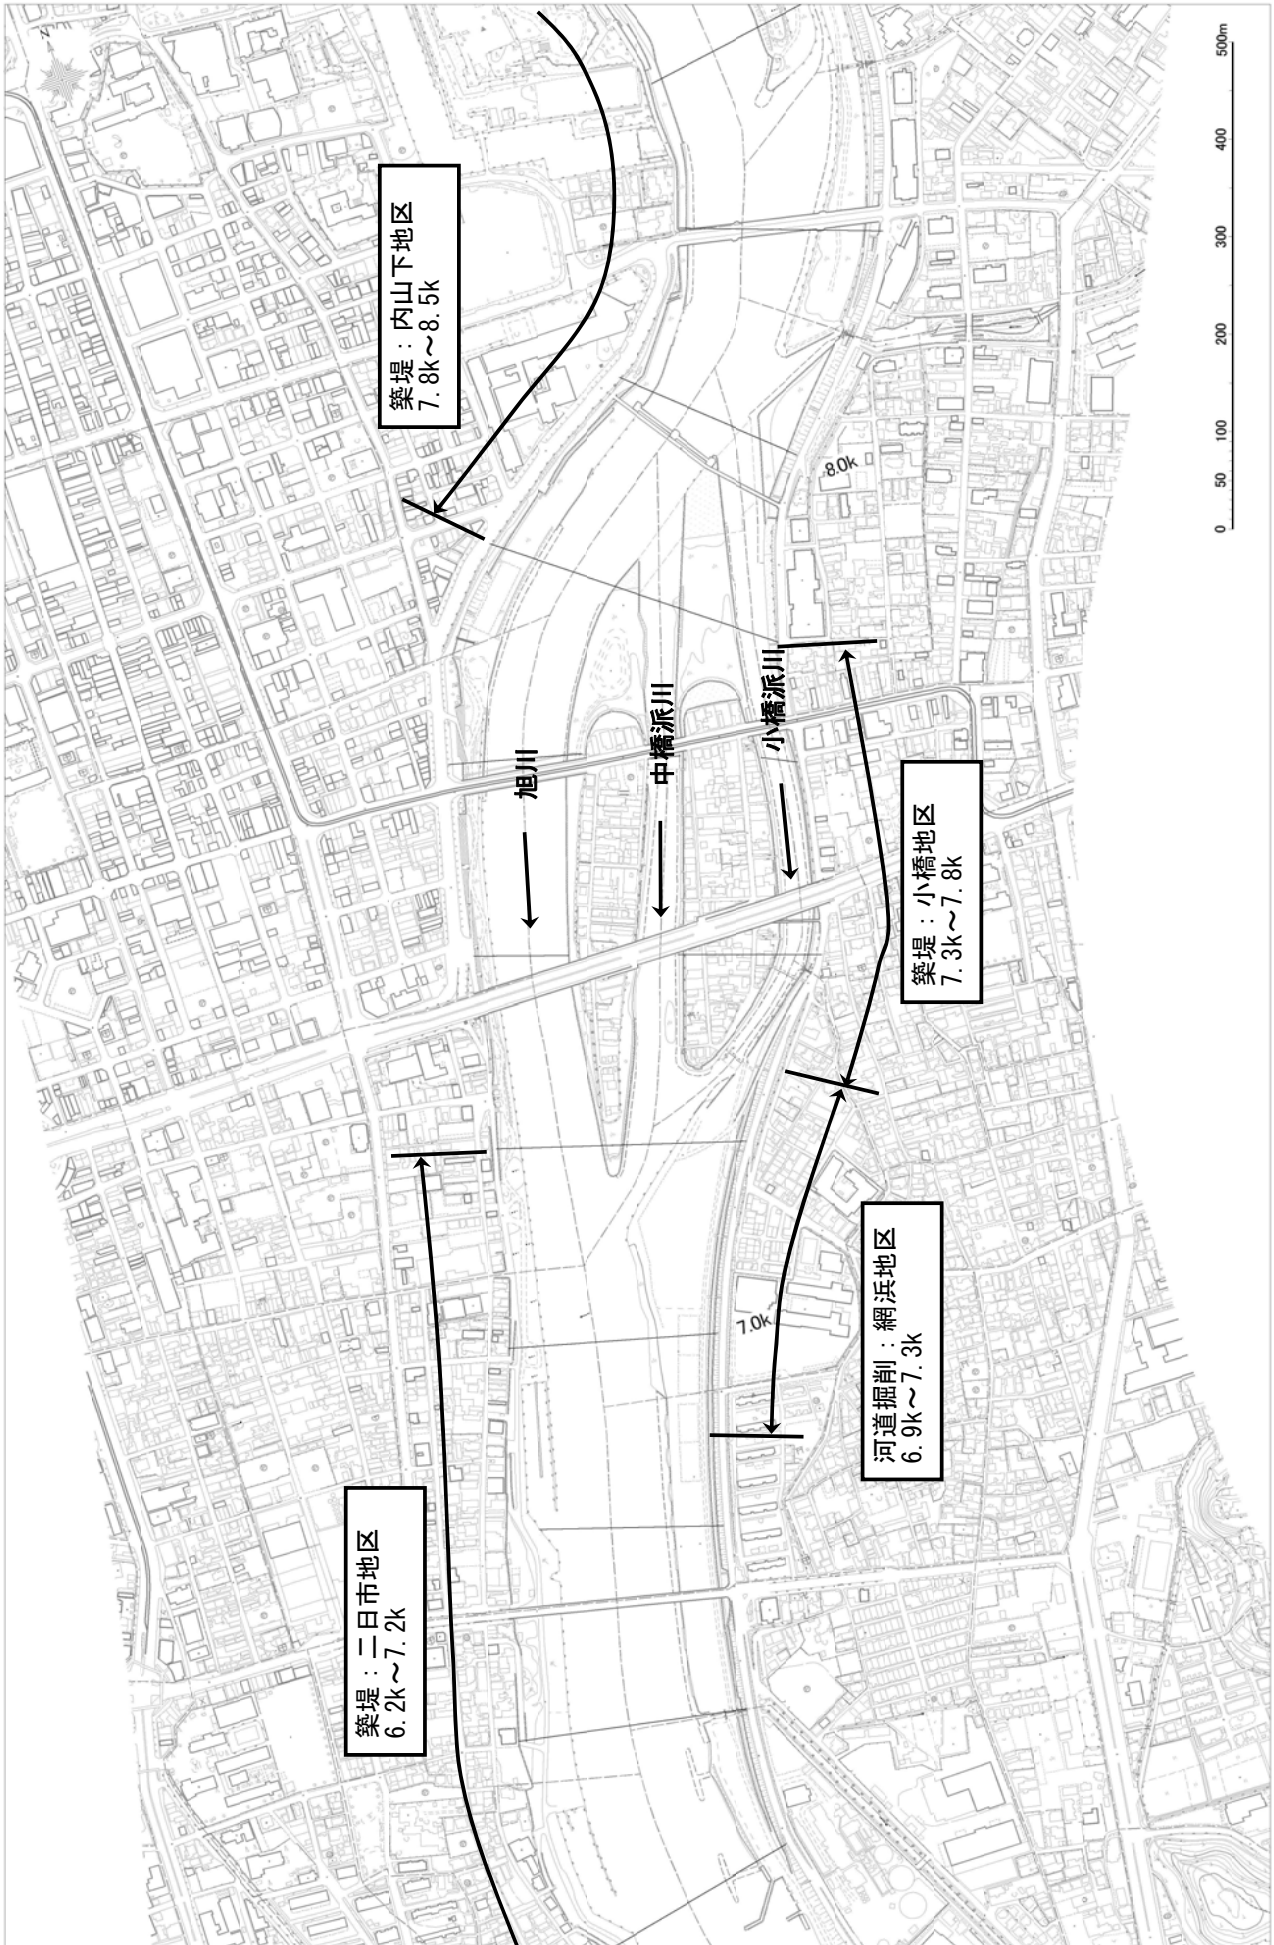 築堤：内山下地区
7.8k～8.5k
旭川
中橋派川
小橋派川
8.0k
築堤：小橋地区
7.3k～7.8k
築堤：二日市地区
6.2k～7.2k
7.0k
河道掘削：網浜地区
6.9k～7.3k
0 50 100 200 300 400 500m
N